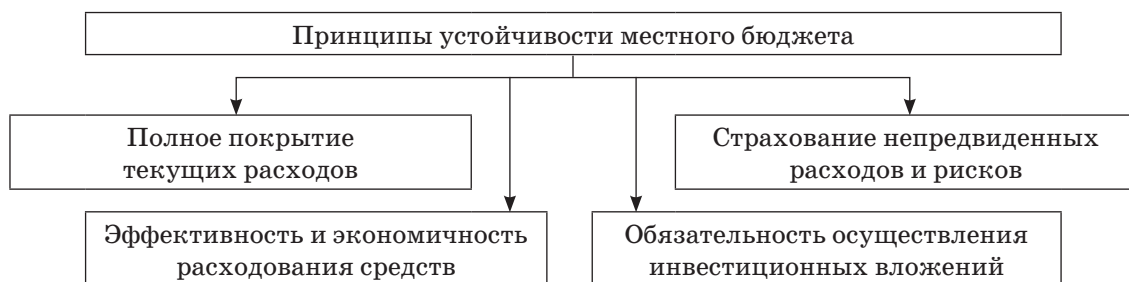 Принципы устойчивости местного бюджета
Полное покрытие
текущих расходов
Страхование непредвиденных
расходов и рисков
Эффективность и экономичность
расходования средств
Обязательность осуществления
инвестиционных вложений